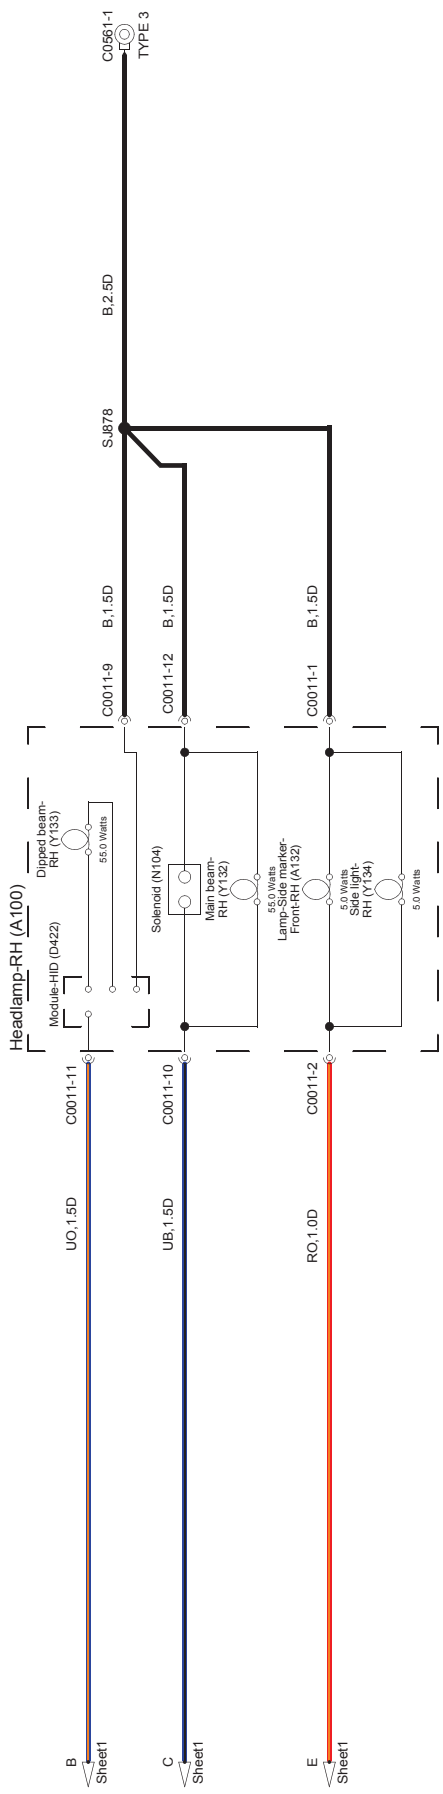 C0561-1
TYPE 3
B,2.5D
SJ878
B,1.5D
B,1.5D
B,1.5D
C0011-9
C0011-12
C0011-1
Headlamp-RH (A100)
Dipped beam-
RH (Y133)
55.0 Watts
Module-HID (D422)
Solenoid (N104)
Main beam-
RH (Y132)
55.0 Watts
Lamp-Side marker-
Front-RH (A132)
5.0 Watts
Side light-
RH (Y134)
5.0 Watts
C0011-11
C0011-10
C0011-2
UO,1.5D
UB,1.5D
RO,1.0D
B
Sheet1
C
Sheet1
E
Sheet1